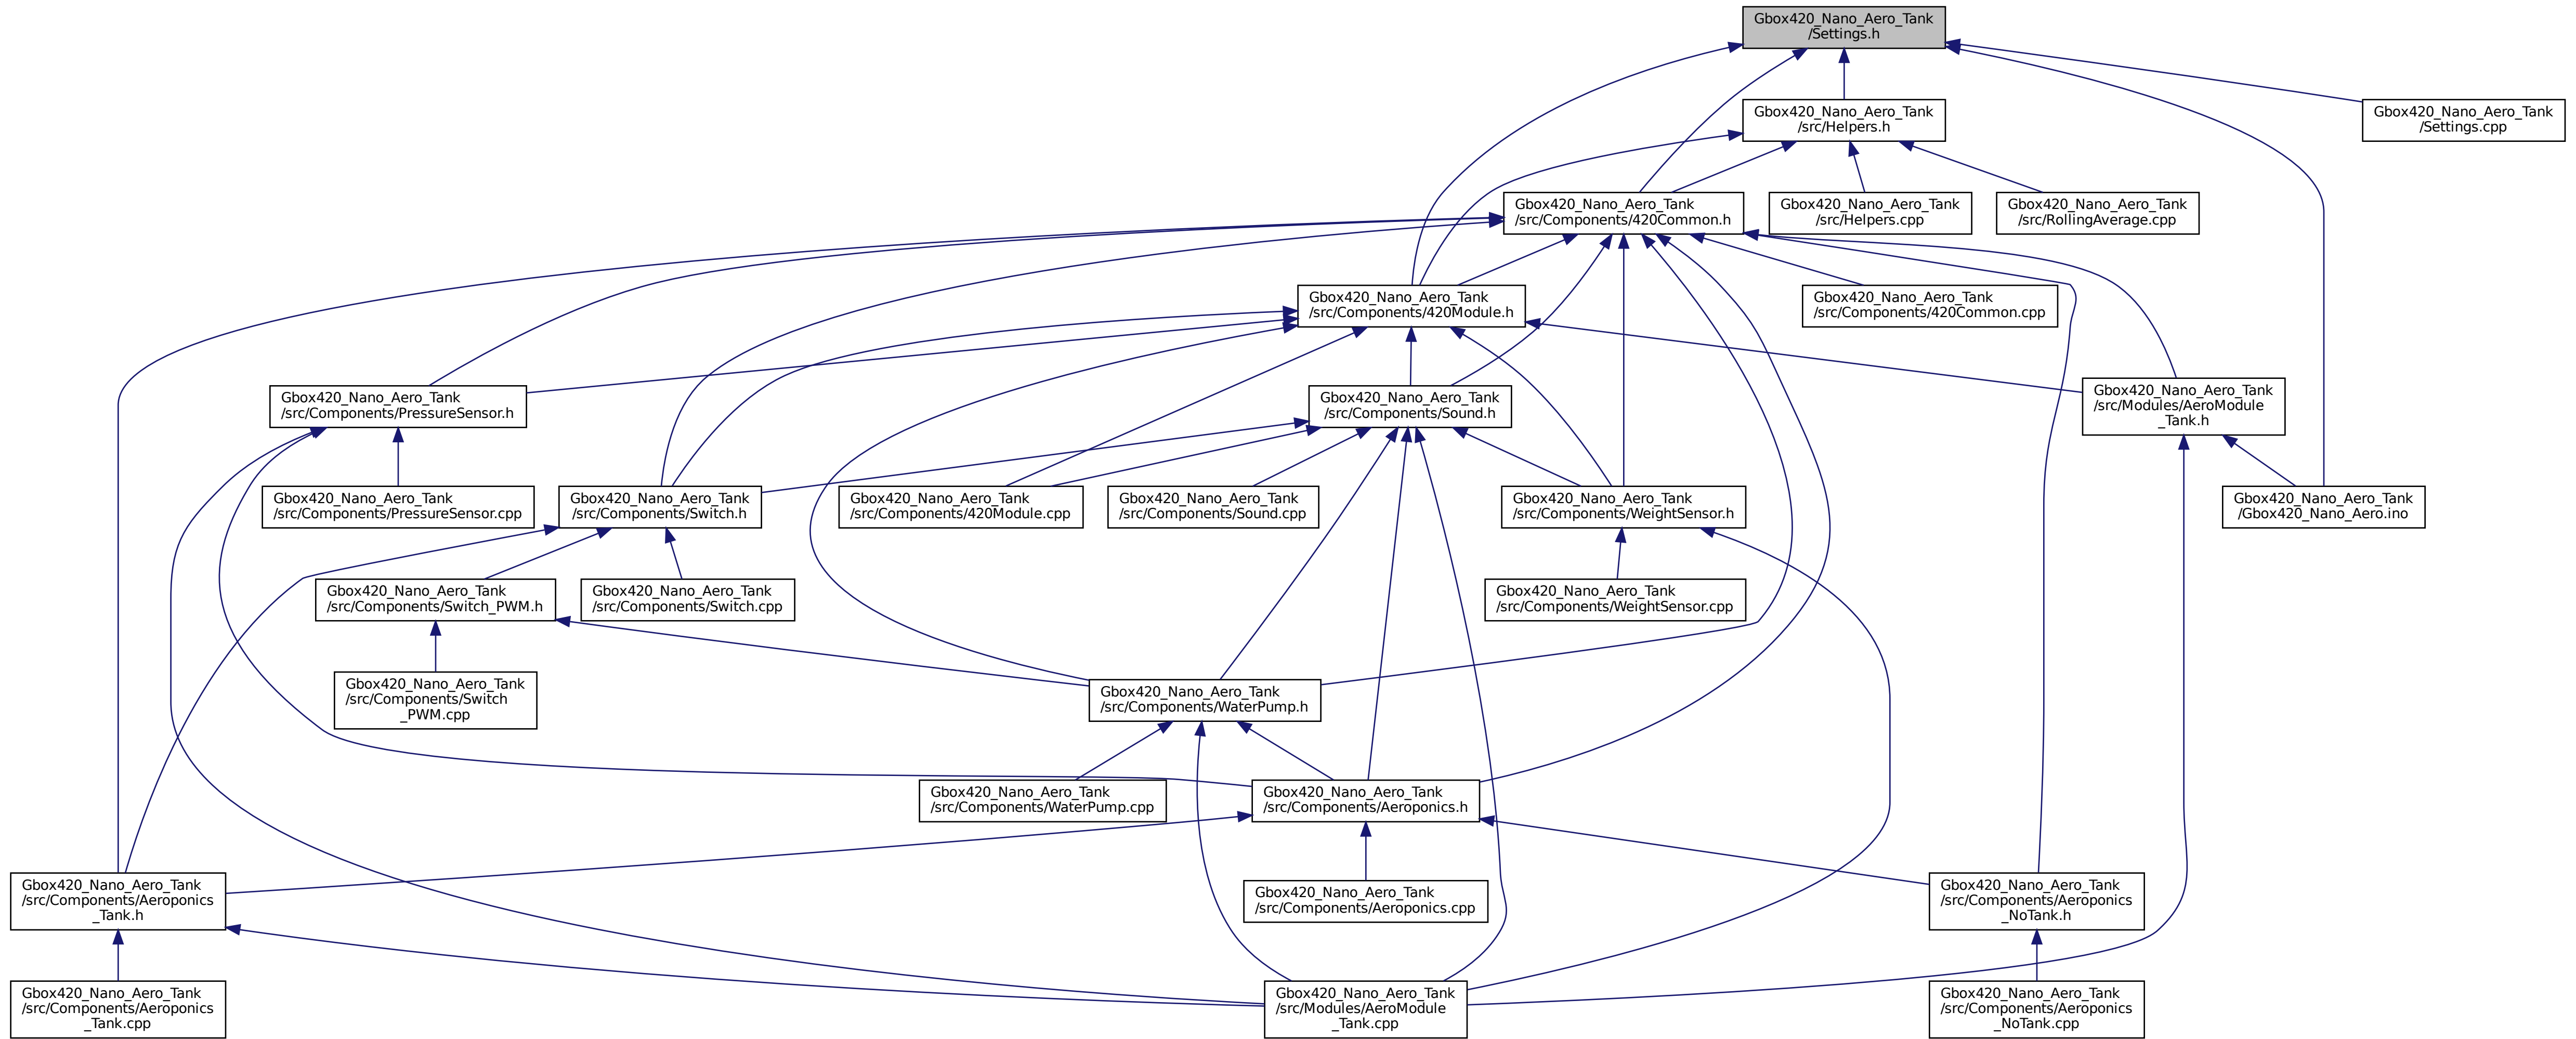 Gbox420_Nano_Aero_Tank
/Settings.h
Gbox420_Nano_Aero_Tank
/src/Helpers.h
Gbox420_Nano_Aero_Tank
/Settings.cpp
Gbox420_Nano_Aero_Tank
/src/Components/420Common.h
Gbox420_Nano_Aero_Tank
/src/Helpers.cpp
Gbox420_Nano_Aero_Tank
/src/RollingAverage.cpp
Gbox420_Nano_Aero_Tank
/src/Components/420Module.h
Gbox420_Nano_Aero_Tank
/src/Components/420Common.cpp
Gbox420_Nano_Aero_Tank
/src/Components/PressureSensor.h
Gbox420_Nano_Aero_Tank
/src/Components/Sound.h
Gbox420_Nano_Aero_Tank
/src/Modules/AeroModule
_Tank.h
Gbox420_Nano_Aero_Tank
/src/Components/PressureSensor.cpp
Gbox420_Nano_Aero_Tank
/src/Components/Switch.h
Gbox420_Nano_Aero_Tank
/src/Components/420Module.cpp
Gbox420_Nano_Aero_Tank
/src/Components/Sound.cpp
Gbox420_Nano_Aero_Tank
/src/Components/WeightSensor.h
Gbox420_Nano_Aero_Tank
/Gbox420_Nano_Aero.ino
Gbox420_Nano_Aero_Tank
/src/Components/Switch_PWM.h
Gbox420_Nano_Aero_Tank
/src/Components/Switch.cpp
Gbox420_Nano_Aero_Tank
/src/Components/WeightSensor.cpp
Gbox420_Nano_Aero_Tank
/src/Components/Switch
_PWM.cpp
Gbox420_Nano_Aero_Tank
/src/Components/WaterPump.h
Gbox420_Nano_Aero_Tank
/src/Components/WaterPump.cpp
Gbox420_Nano_Aero_Tank
/src/Components/Aeroponics.h
Gbox420_Nano_Aero_Tank
/src/Components/Aeroponics
_Tank.h
Gbox420_Nano_Aero_Tank
/src/Components/Aeroponics.cpp
Gbox420_Nano_Aero_Tank
/src/Components/Aeroponics
_NoTank.h
Gbox420_Nano_Aero_Tank
/src/Components/Aeroponics
_Tank.cpp
Gbox420_Nano_Aero_Tank
/src/Modules/AeroModule
_Tank.cpp
Gbox420_Nano_Aero_Tank
/src/Components/Aeroponics
_NoTank.cpp